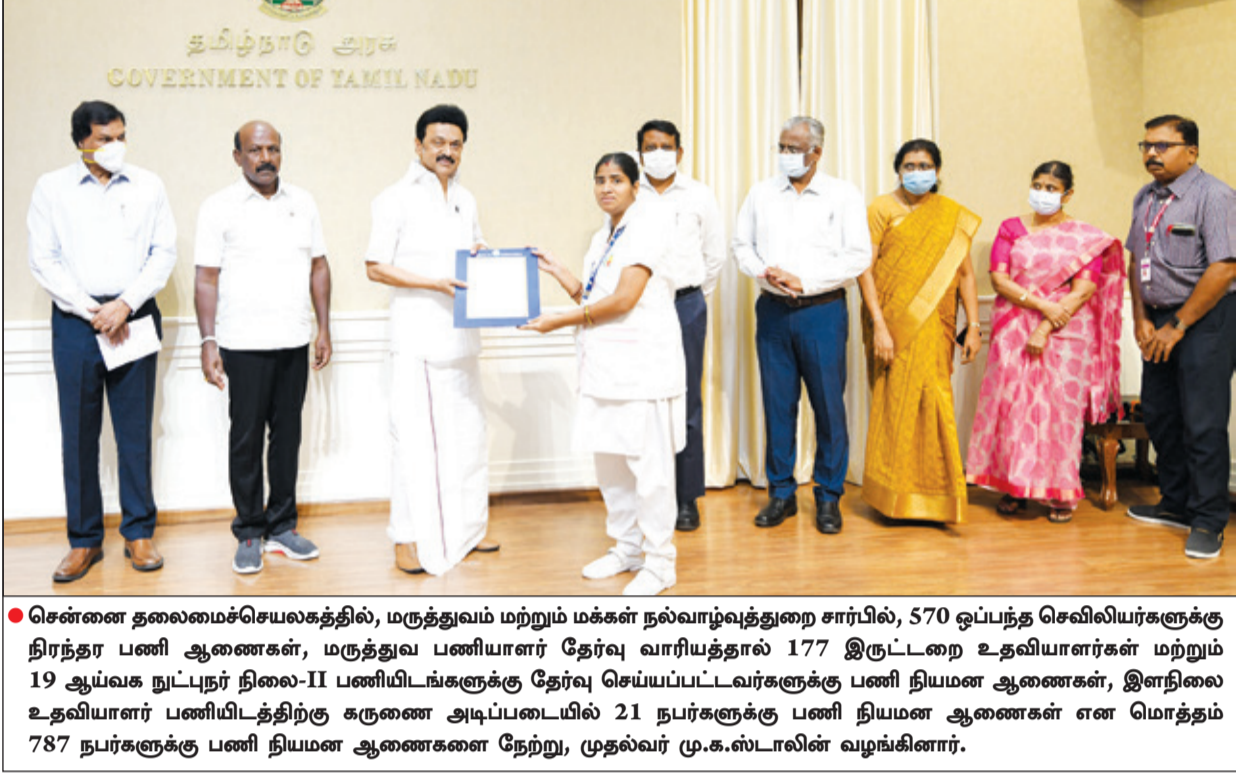 தமிழ்நாடு அரசு
GOVERNMENT OF TAMIL NADU
● சென்னை தலைமைச்செயலகத்தில், மருத்துவம் மற்றும் மக்கள் நல்வாழ்வுத்துறை சார்பில், 570 ஒப்பந்த செவிலியர்களுக்கு
நிரந்தர பணி ஆணைகள், மருத்துவ பணியாளர் தேர்வு வாரியத்தால் 177 இருட்டறை உதவியாளர்கள் மற்றும்
19 ஆய்வக நுட்புநர் நிலை-II பணியிடங்களுக்கு தேர்வு செய்யப்பட்டவர்களுக்கு பணி நியமன ஆணைகள், இளநிலை
உதவியாளர் பணியிடத்திற்கு கருணை அடிப்படையில் 21 நபர்களுக்கு பணி நியமன ஆணைகள் என மொத்தம்
787 நபர்களுக்கு பணி நியமன ஆணைகளை நேற்று, முதல்வர் மு.க.ஸ்டாலின் வழங்கினார்.